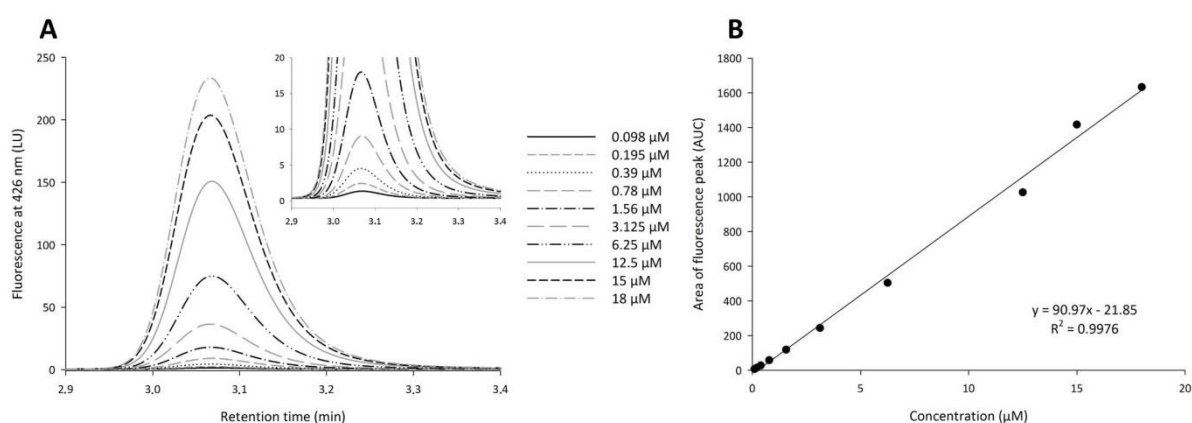 A
Fluorescence at 426 nm (LU)
250
200
150
100
50
0
2,9
3,0
3,1
3,2
3,3
3,4
Retention time (min)
20
15
10
5
0
2,9
3,0
3,1
3.2
3.3
3.4
0.098 µM
0.195 µM
0.39 µM
0.78 µM
1.56 µM
3.125 µM
6.25 µM
12.5 µM
15 µM
18 µM
B
Area of fluorescence peak (AUC)
1800
1600
1400
1200
1000
800
600
400
200
0
0
5
10
15
20
Concentration (µM)
y = 90.97x - 21.85
R² = 0.9976